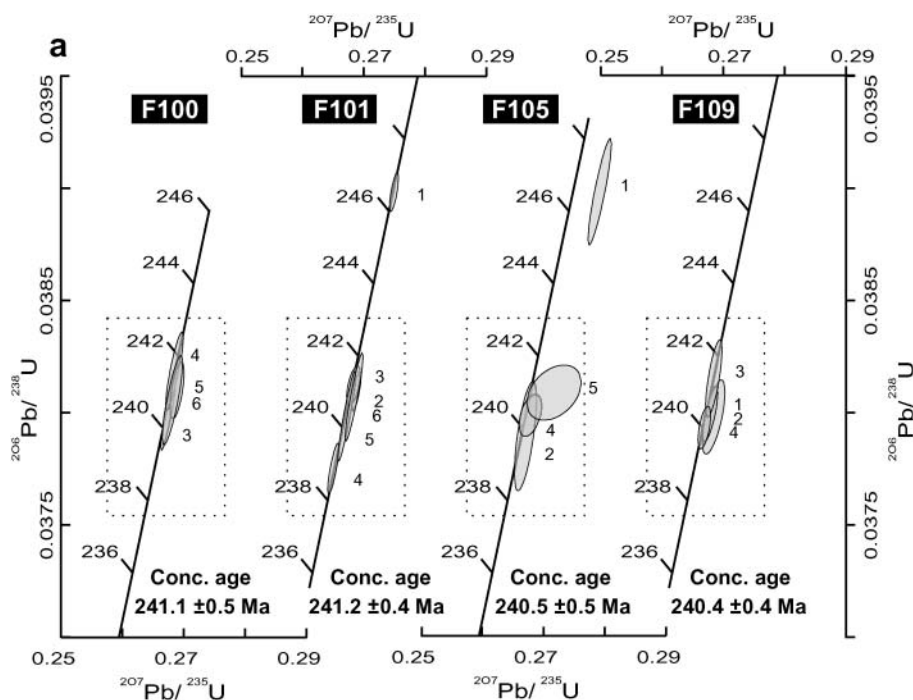 a
207Pb/ 235U
207Pb/ 235U
0.25 0.27 0.29 0.25 0.27 0.29
0.0395
0.0385
0.0375
206Pb/ 238U
F100
246
244
242
240
238
236
4
5
6
3
Conc. age
241.1 ±0.5 Ma
F101
246
244
242
240
238
236
1
3
2
6
5
4
Conc. age
241.2 ±0.4 Ma
F105
246
244
242
240
238
236
1
5
4
2
Conc. age
240.5 ±0.5 Ma
F109
246
244
242
240
238
236
3
1
2
4
Conc. age
240.4 ±0.4 Ma
0.0395
0.0385
0.0375
206Pb/ 238U
0.25 0.27 0.29 0.25 0.27 0.29
207Pb/ 235U
207Pb/ 235U